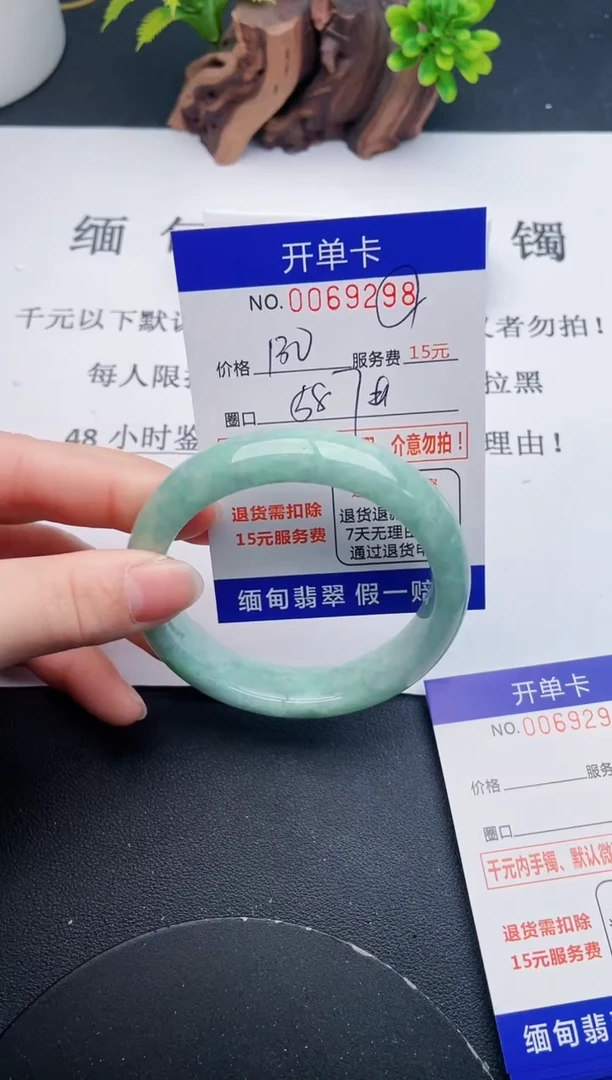 缅 甸 镯
开单卡
NO. 0069298
千元以下默认 者勿拍!
价格 130 服务费 15元
每人限 拉黑
圈口 58
48 小时鉴 理由!
介意勿拍!
退货需扣除
15元服务费
退货退
7天无理由
通过退货申
缅甸翡翠 假一赔
开单卡
NO. 006929
价格 服务
圈口
千元内手镯、默认微
退货需扣除
15元服务费
缅甸翡